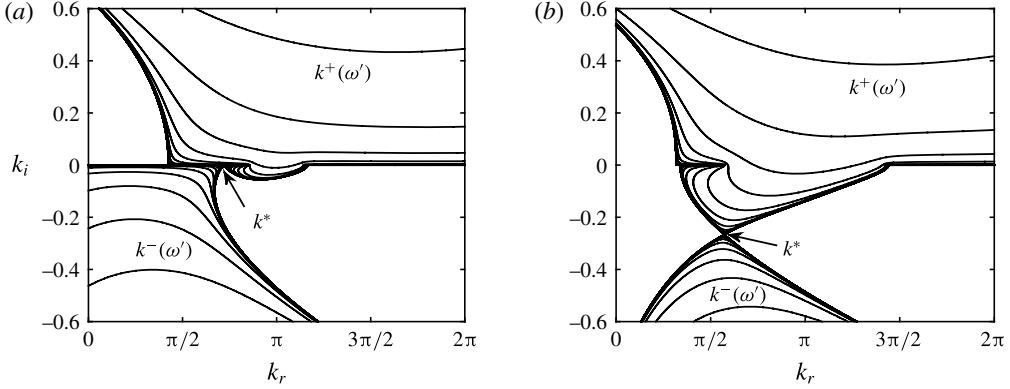 (a)
0.6
0.4
0.2
0
–0.2
–0.4
–0.6
k_i
k^+(ω′)
k*
k^−(ω′)
0 π/2 π 3π/2 2π
k_r
(b)
0.6
0.4
0.2
0
–0.2
–0.4
–0.6
k^+(ω′)
k*
k^−(ω′)
0 π/2 π 3π/2 2π
k_r